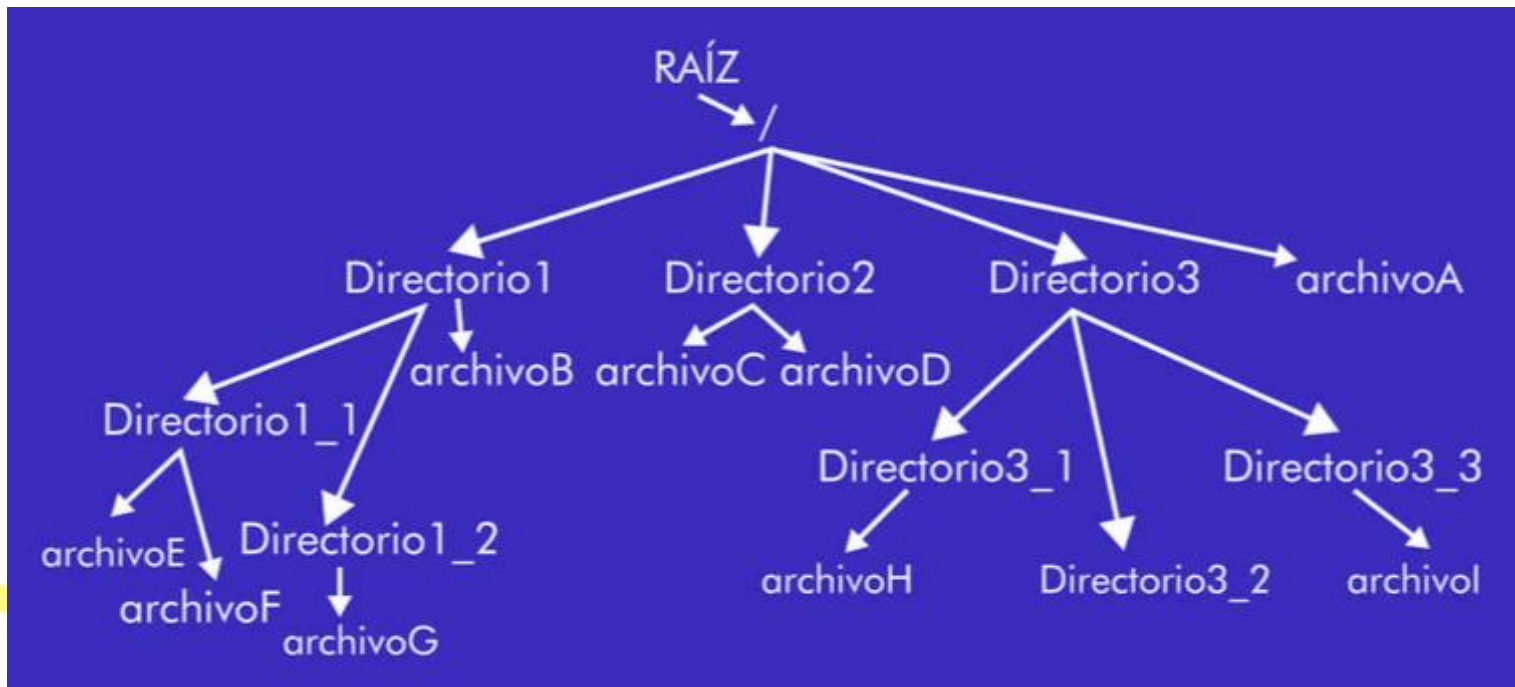 RAÍZ
/
Directorio1 Directorio2 Directorio3 archivoA
archivoB archivoC archivoD
Directorio1_1
Directorio3_1 Directorio3_3
archivoE Directorio1_2
archivoH Directorio3_2 archivoI
archivoF
archivoG